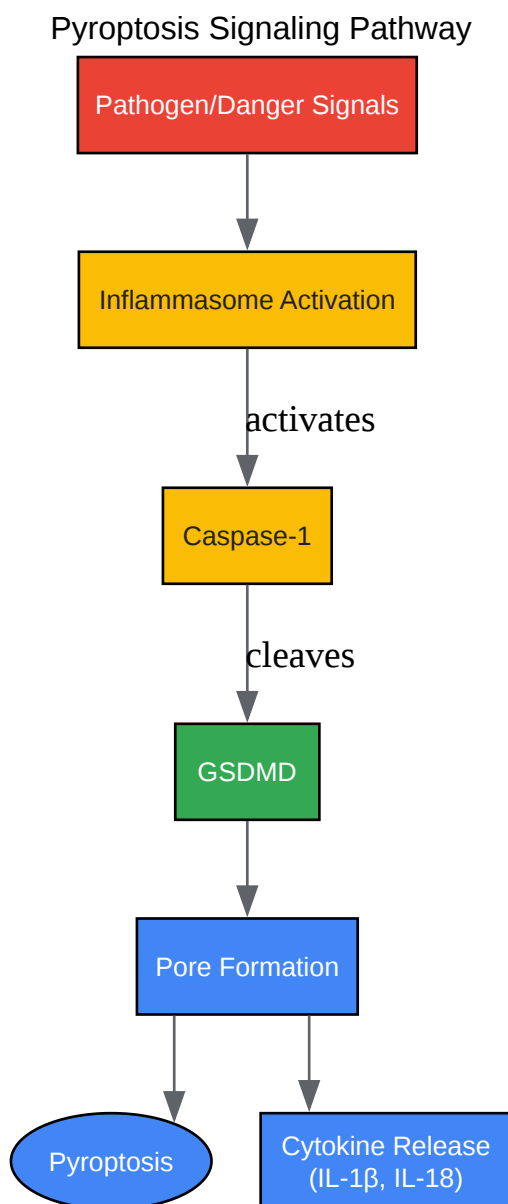 Pyroptosis Signaling Pathway
Pathogen/Danger Signals
Inflammasome Activation
activates
Caspase-1
cleaves
GSDMD
Pore Formation
Pyroptosis
Cytokine Release
(IL-1β, IL-18)